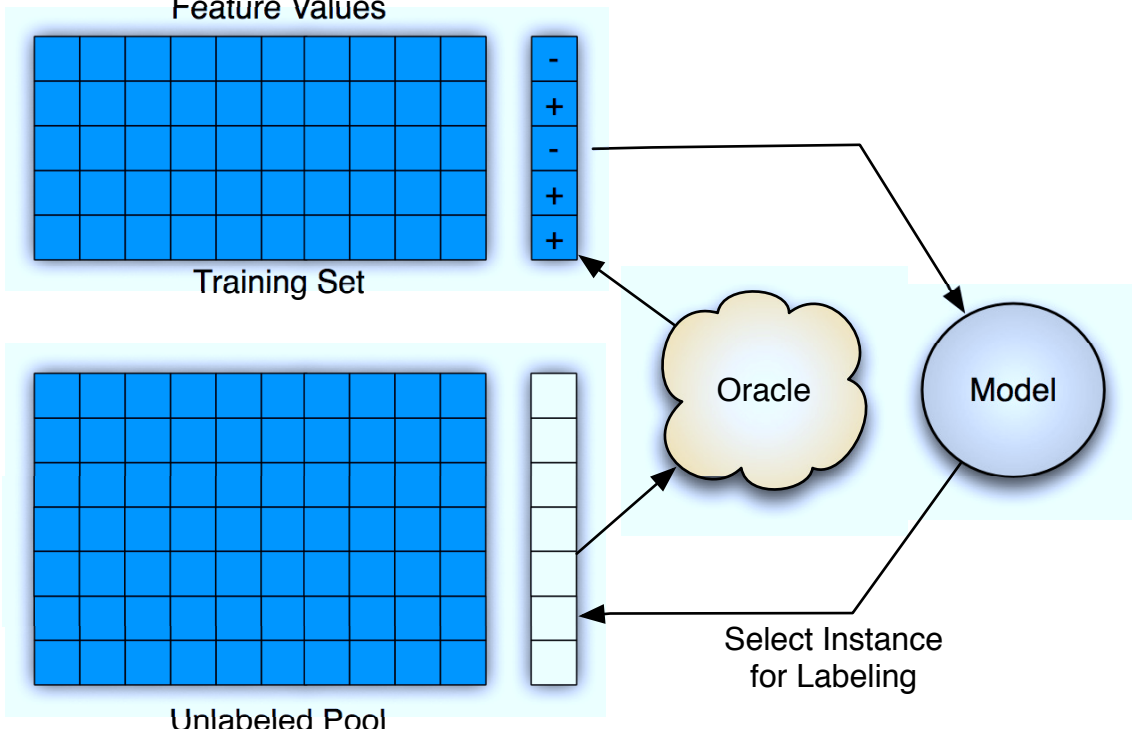 Feature Values
-
+
-
+
+
Training Set
Oracle
Model
Select Instance
for Labeling
Unlabeled Pool